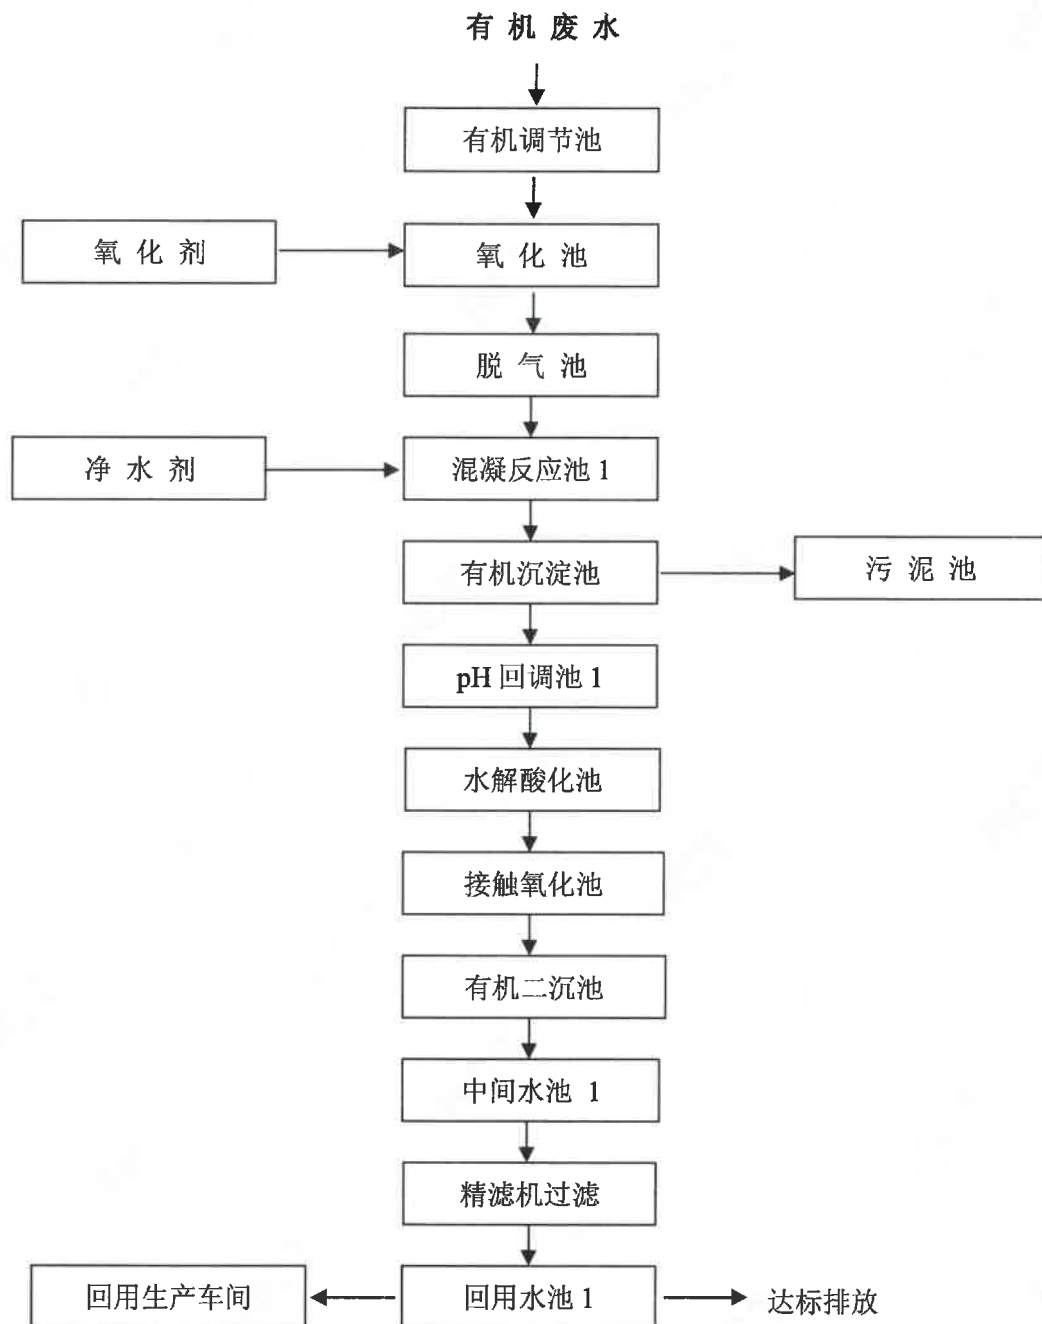 有机废水
有机调节池
氧化剂
氧化池
脱气池
净水剂
混凝反应池 1
有机沉淀池
污泥池
pH 回调池 1
水解酸化池
接触氧化池
有机二沉池
中间水池 1
精滤机过滤
回用生产车间
回用水池 1
达标排放